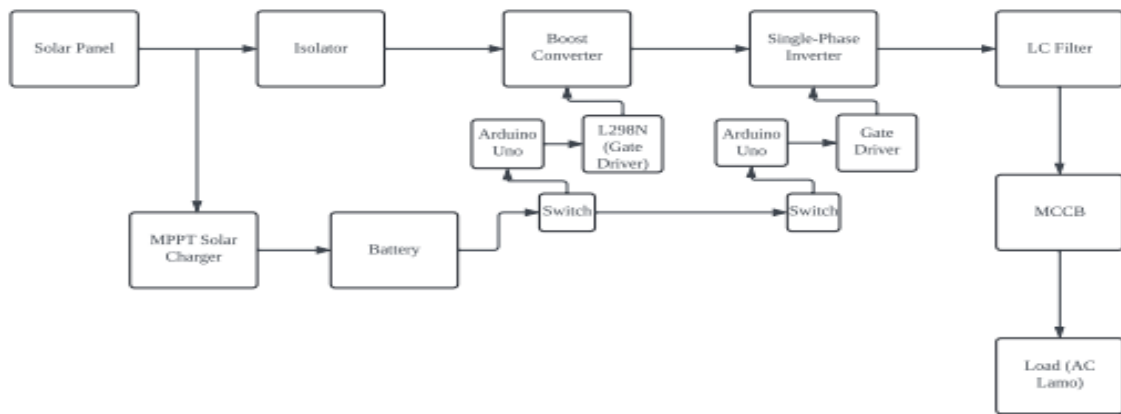 Solar Panel
Isolator
Boost
Converter
Single-Phase
Inverter
LC Filter
Arduino
Uno
L298N
(Gate
Driver)
Arduino
Uno
Gate
Driver
Switch
Switch
MCCB
MPPT Solar
Charger
Battery
Load (AC
Lamo)